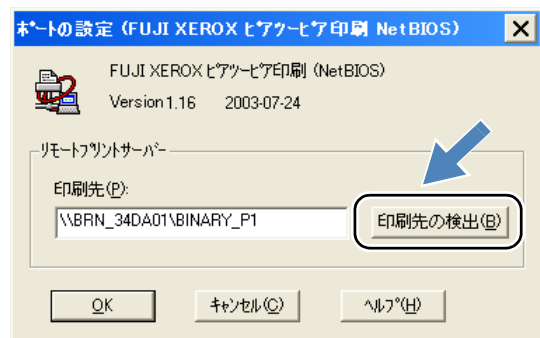 ﾎﾟｰﾄの設定 (FUJI XEROX ﾋﾟｱﾂｰﾋﾟｱ印刷 NetBIOS)
FUJI XEROX ﾋﾟｱﾂｰﾋﾟｱ印刷 (NetBIOS)
Version 1.16 2003-07-24
ﾘﾓｰﾄﾌﾟﾘﾝﾄｻｰﾊﾞｰ
印刷先(P):
\\BRN_34DA01\BINARY_P1 印刷先の検出(B)
OK ｷｬﾝｾﾙ(C) ﾍﾙﾌﾟ(H)